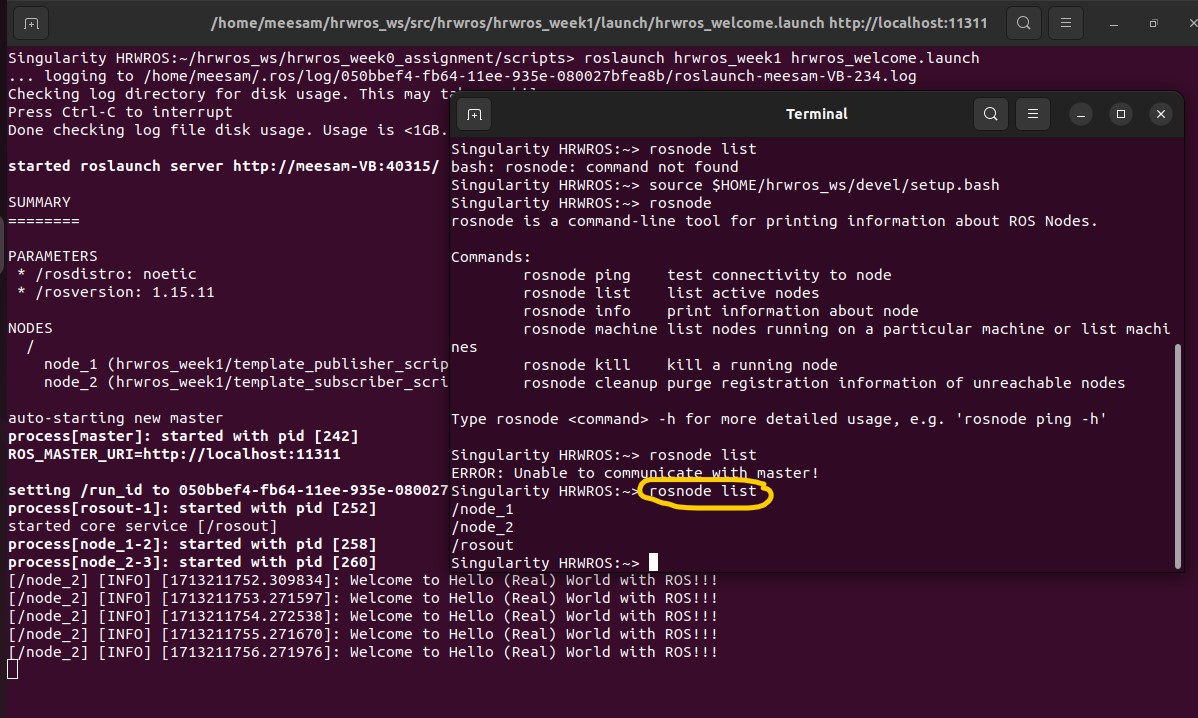 /home/meesam/hrwros_ws/src/hrwros/hrwros_week1/launch/hrwros_welcome.launch http://localhost:11311
Singularity HRWROS:~/hrwros_ws/hrwros_week0_assignment/scripts> roslaunch hrwros_week1 hrwros_welcome.launch
... logging to /home/meesam/.ros/log/050bbef4-fb64-11ee-935e-080027bfea8b/roslaunch-meesam-VB-234.log
Checking log directory for disk usage. This may
Press Ctrl-C to interrupt
Done checking log file disk usage. Usage is <1GB.
started roslaunch server http://meesam-VB:40315/
SUMMARY
========
PARAMETERS
* /rosdistro: noetic
* /rosversion: 1.15.11
NODES
/
node_1 (hrwros_week1/template_publisher_scrip
node_2 (hrwros_week1/template_subscriber_scri
auto-starting new master
process[master]: started with pid [242]
ROS_MASTER_URI=http://localhost:11311
setting /run_id to 050bbef4-fb64-11ee-935e-080027
process[rosout-1]: started with pid [252]
started core service [/rosout]
process[node_1-2]: started with pid [258]
process[node_2-3]: started with pid [260]
[/node_2] [INFO] [1713211752.309834]: Welcome to Hello (Real) World with ROS!!!
[/node_2] [INFO] [1713211753.271597]: Welcome to Hello (Real) World with ROS!!!
[/node_2] [INFO] [1713211754.272538]: Welcome to Hello (Real) World with ROS!!!
[/node_2] [INFO] [1713211755.271670]: Welcome to Hello (Real) World with ROS!!!
[/node_2] [INFO] [1713211756.271976]: Welcome to Hello (Real) World with ROS!!!
Terminal
Singularity HRWROS:~> rosnode list
bash: rosnode: command not found
Singularity HRWROS:~> source $HOME/hrwros_ws/devel/setup.bash
Singularity HRWROS:~> rosnode
rosnode is a command-line tool for printing information about ROS Nodes.
Commands:
rosnode ping    test connectivity to node
rosnode list    list active nodes
rosnode info    print information about node
rosnode machine list nodes running on a particular machine or list machi
nes
rosnode kill    kill a running node
rosnode cleanup purge registration information of unreachable nodes
Type rosnode <command> -h for more detailed usage, e.g. 'rosnode ping -h'
Singularity HRWROS:~> rosnode list
ERROR: Unable to communicate with master!
Singularity HRWROS:~> rosnode list
/node_1
/node_2
/rosout
Singularity HRWROS:~>